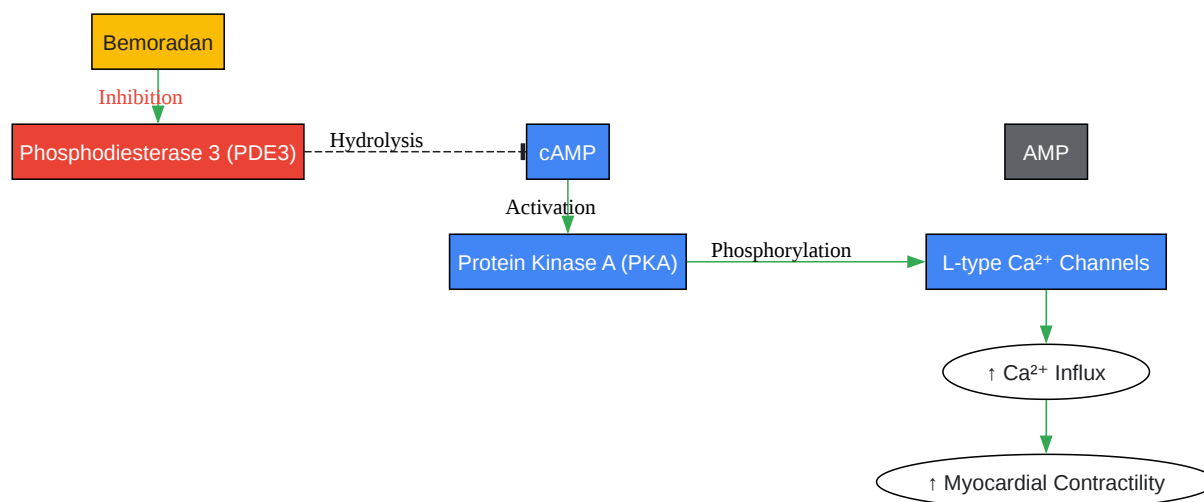 Bemoradan
Inhibition
Phosphodiesterase 3 (PDE3)
Hydrolysis
cAMP
AMP
Activation
Protein Kinase A (PKA)
Phosphorylation
L-type Ca²⁺ Channels
↑ Ca²⁺ Influx
↑ Myocardial Contractility